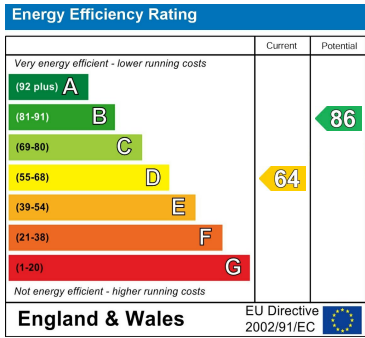 Energy Efficiency Rating
Current Potential
Very energy efficient - lower running costs
(92 plus) A
(81-91) B 86
(69-80) C
(55-68) D 64
(39-54) E
(21-38) F
(1-20) G
Not energy efficient - higher running costs
England & Wales
EU Directive
2002/91/EC